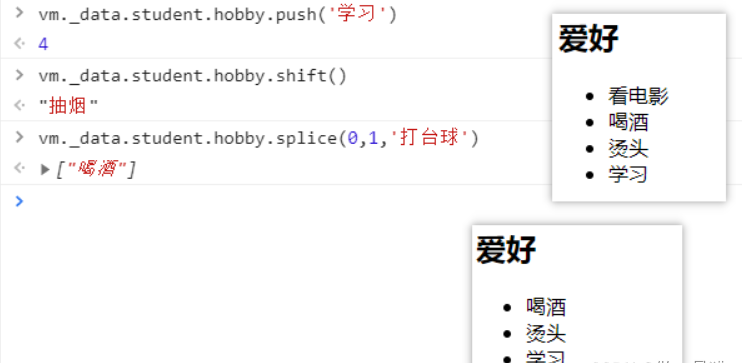 > vm._data.student.hobby.push('学习')
4
> vm._data.student.hobby.shift()
"抽烟"
> vm._data.student.hobby.splice(0,1,'打台球')
▶["喝酒"]
>
爱好
• 看电影
• 喝酒
• 烫头
• 学习
爱好
• 喝酒
• 烫头
• 学习